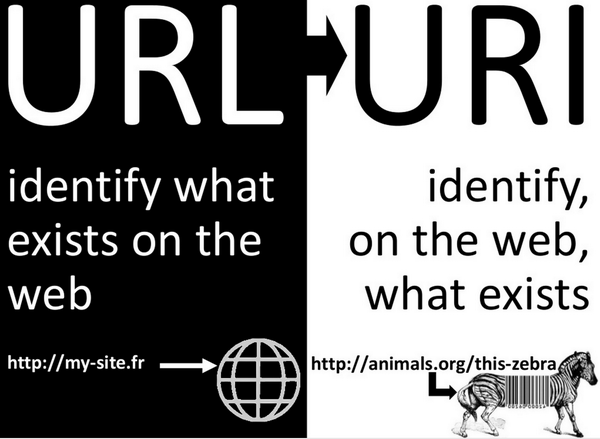 URL
identify what
exists on the
web
http://my-site.fr
URI
identify,
on the web,
what exists
http://animals.org/this-zebra